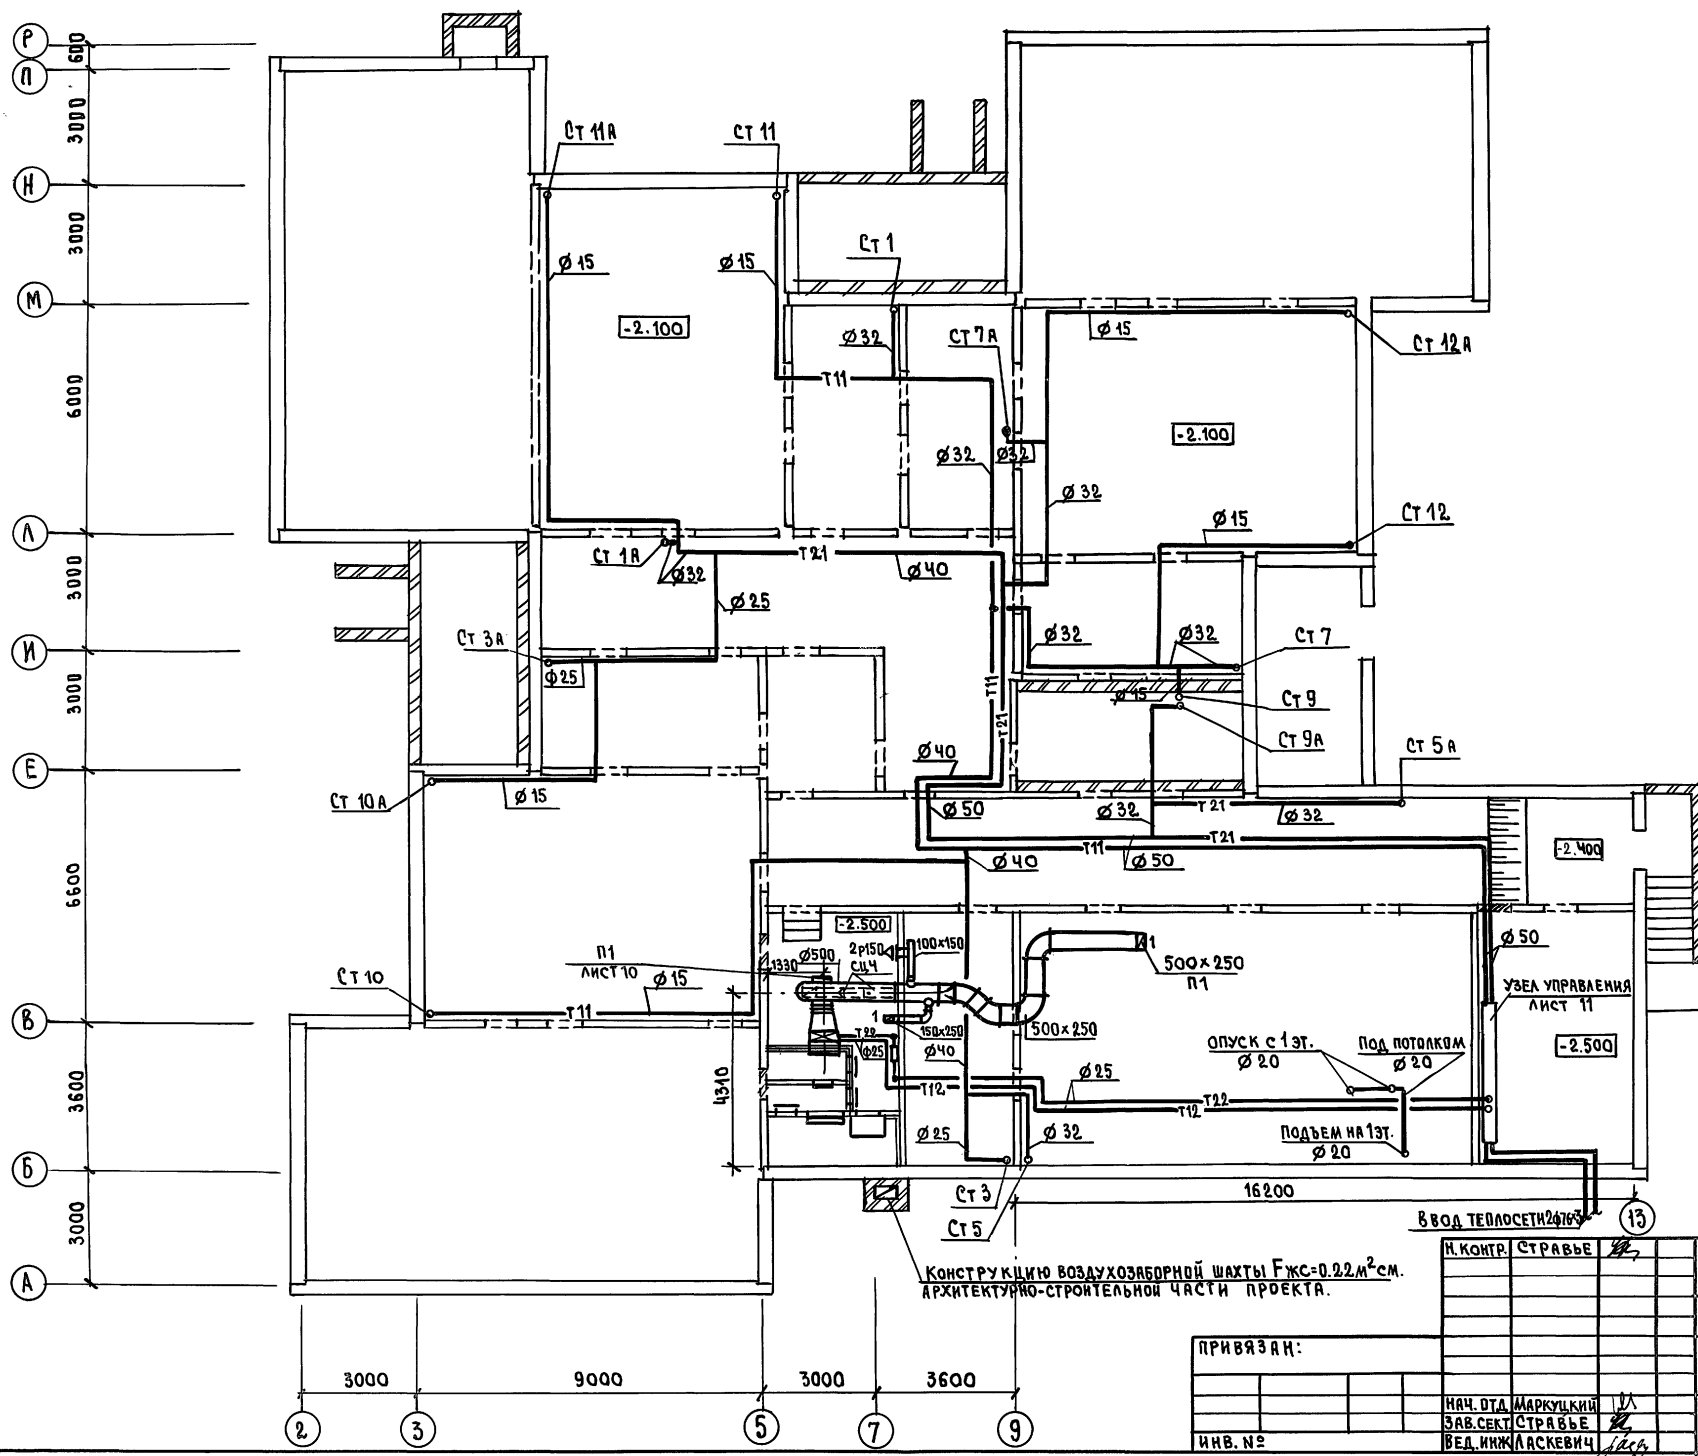 Р
600
П
3000
Н
3000
М
6000
Л
3000
И
3000
Е
6600
В
3600
Б
3000
А
Ст 11А
Ст 11
Ст 1
Ø 15
Ø 15
-2.100
Ø 32
Ст 7А
Ø 15
Ст 12А
Т11
-2.100
Ø 32
Ø 32
Ø 32
Ø 15
Ст 12
Ст 1А
Ø 32
Т21
Ø 40
Ø 25
Ст 3А
Ø 25
Ø 32
Ø 32
Ст 7
Т11
Т21
Ø 15
Ст 9
Ст 9А
Ст 5А
Ø 40
Ст 10А
Ø 15
Ø 50
Ø 32
Т21
Ø 32
Т21
Т11
Ø 50
Ø 40
-2.400
-2.500
Ø 50
П1
ЛИСТ 10
Ø500
1330
2Р150
СЦ4
100×150
1
500×250
П1
Ст 10
Ø 15
Т11
УЗЕЛ УПРАВЛЕНИЯ
ЛИСТ 11
1
150×250
500×250
Т22
Ø25
Ø40
ОПУСК С 1 ЭТ.
Ø 20
ПОД ПОТОЛКОМ
Ø 20
-2.500
4310
Т12
Ø 25
Т22
Т12
Ø 25
Ø 32
ПОДЪЕМ НА 1 ЭТ.
Ø 20
Ст 3
Ст 5
16200
ВВОД ТЕПЛОСЕТИ
13
КОНСТРУКЦИЮ ВОЗДУХОЗАБОРНОЙ ШАХТЫ Fжс=0.22м² СМ.
АРХИТЕКТУРНО-СТРОИТЕЛЬНОЙ ЧАСТИ ПРОЕКТА.
Н.КОНТР. СТРАВЬЕ
ПРИВЯЗАН:
3000
9000
3000
3600
2
3
5
7
9
НАЧ. ОТД. МАРКУЦКИЙ
ЗАВ. СЕКТ. СТРАВЬЕ
ВЕД. ИНЖ ЛАСКЕВИЧ
ИНВ. №